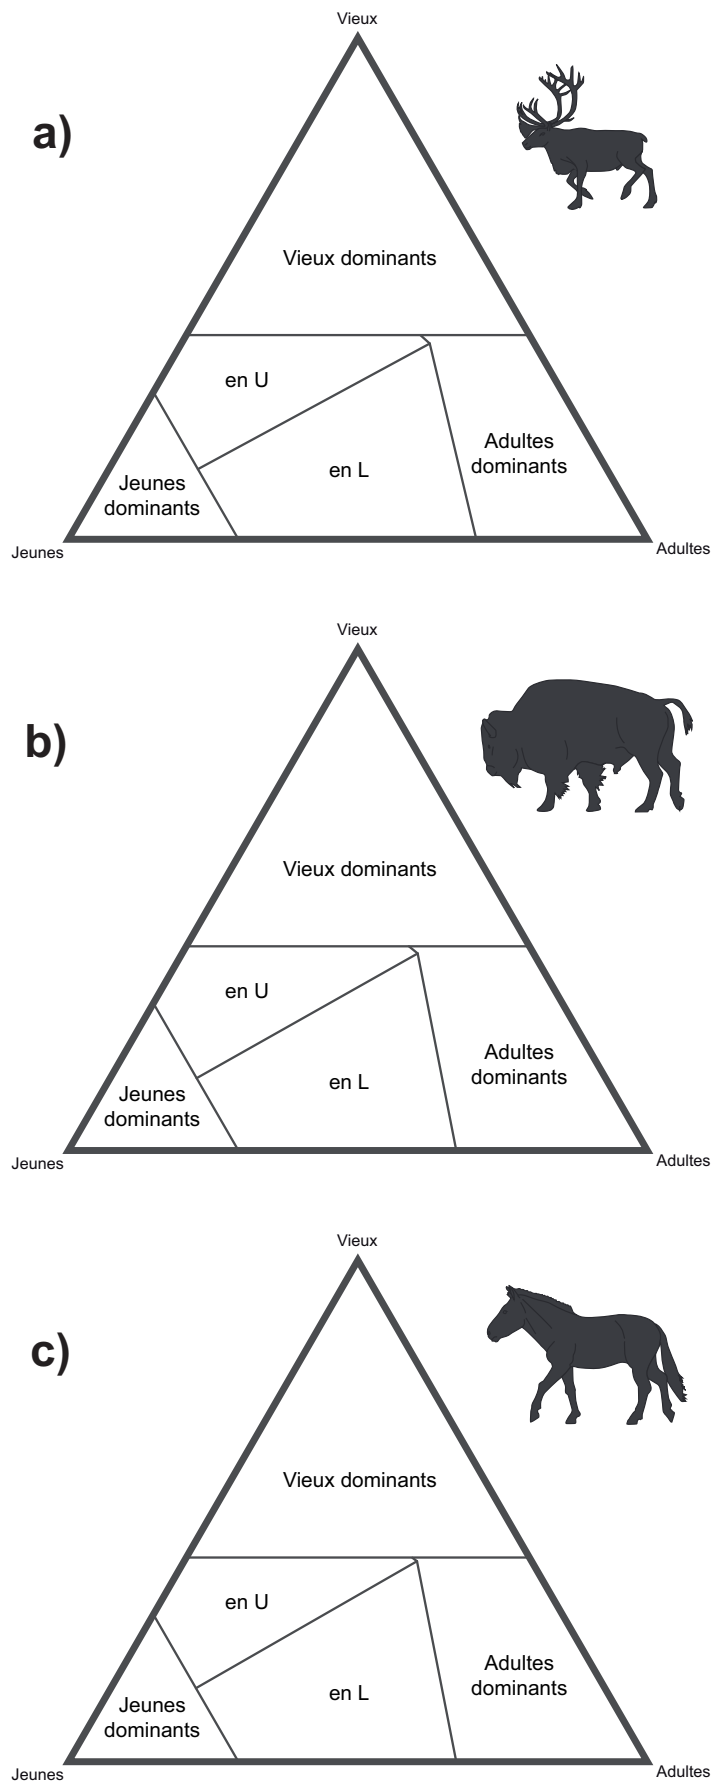 Vieux
a)
Vieux dominants
en U
Adultes
dominants
en L
Jeunes
dominants
Jeunes
Adultes
Vieux
b)
Vieux dominants
en U
Adultes
dominants
en L
Jeunes
dominants
Jeunes
Adultes
Vieux
c)
Vieux dominants
en U
Adultes
dominants
en L
Jeunes
dominants
Jeunes
Adultes